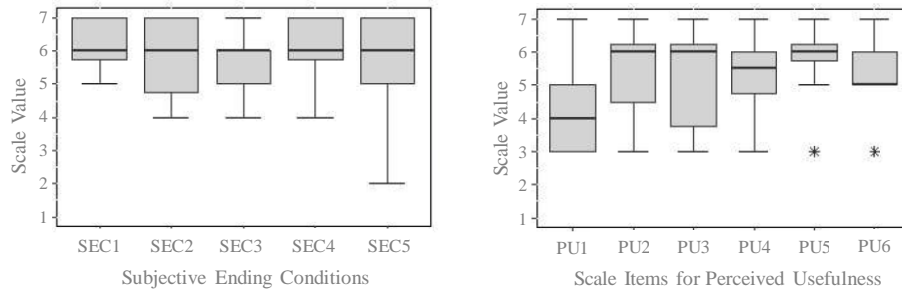 7
6
5
4
3
2
1
Scale Value
SEC1 SEC2 SEC3 SEC4 SEC5
Subjective Ending Conditions
7
6
5
4
3
2
1
Scale Value
PU1 PU2 PU3 PU4 PU5 PU6
Scale Items for Perceived Usefulness